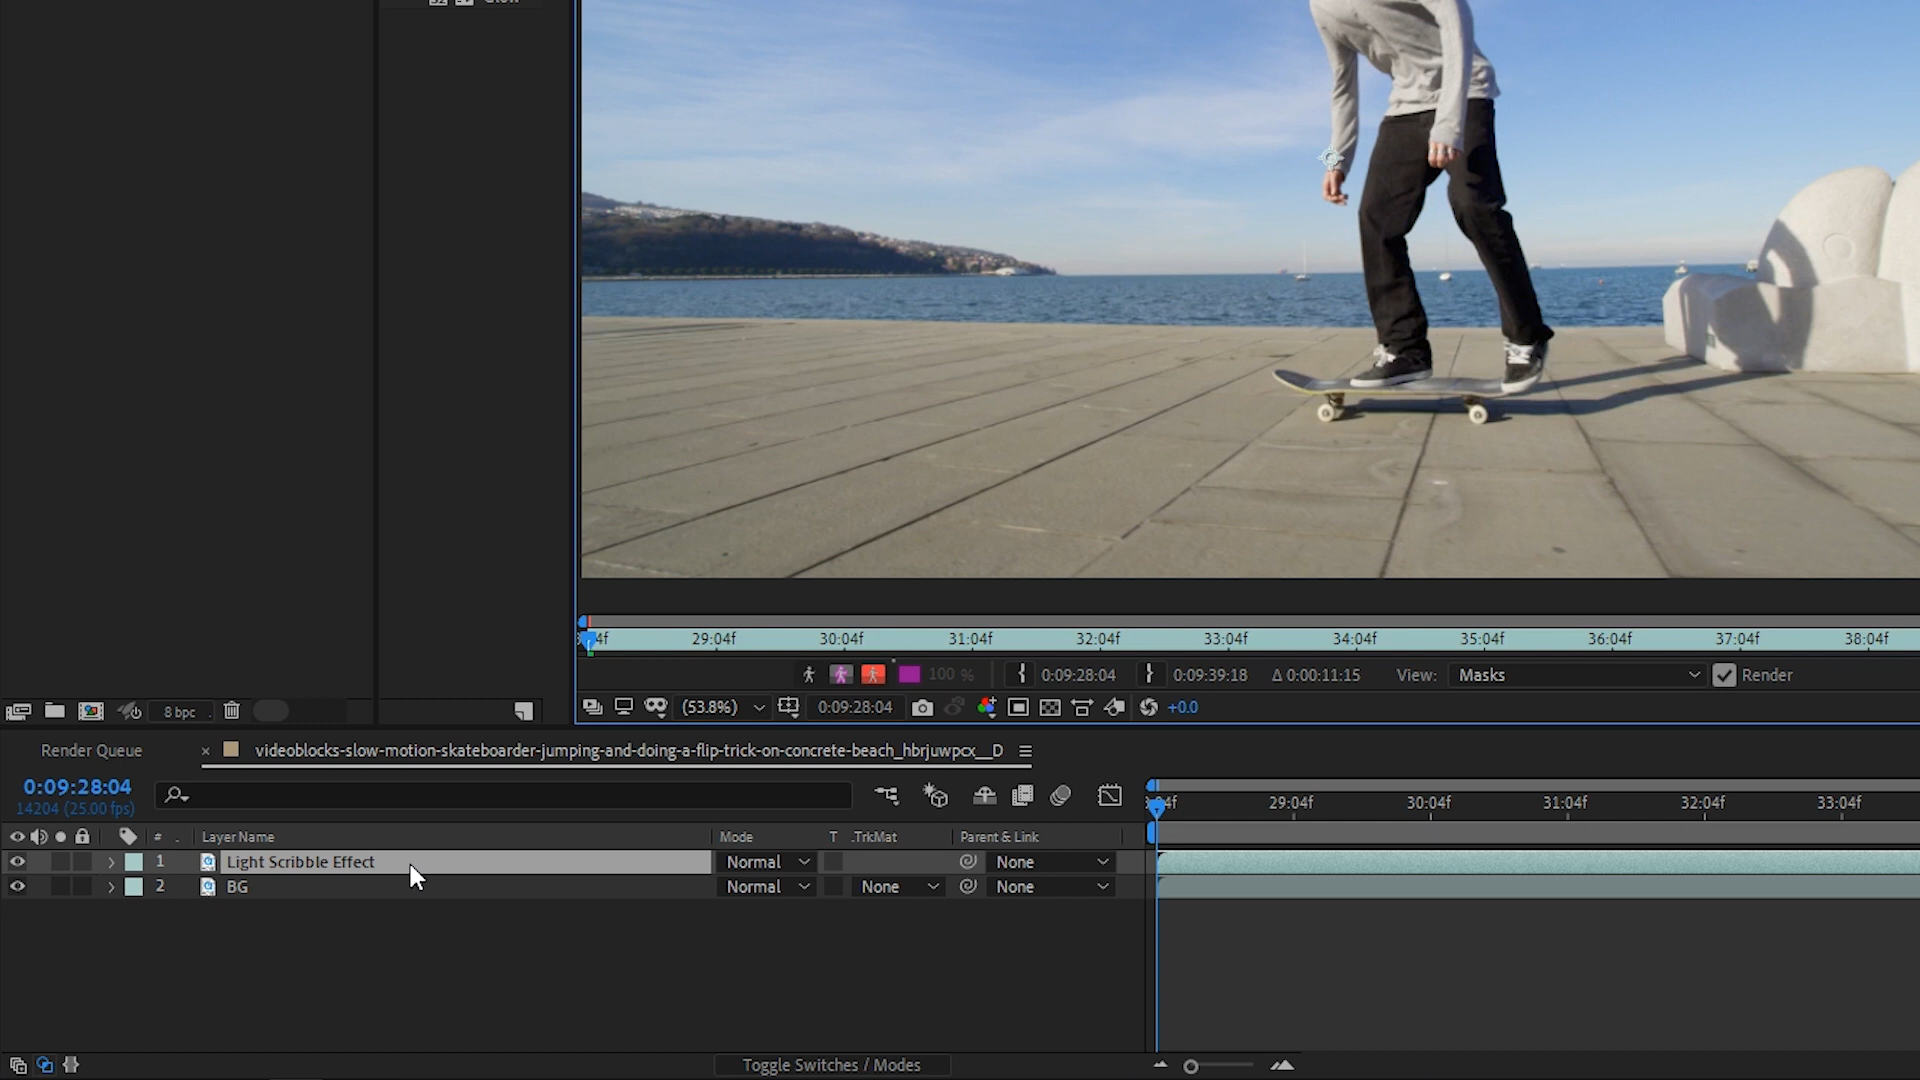 4f 29:04f 30:04f 31:04f 32:04f 33:04f 34:04f 35:04f 36:04f 37:04f 38:04f
100 % 0:09:28:04 0:09:39:18 Δ 0:00:11:15 View: Masks Render
8 bpc (53.8%) 0:09:28:04 +0.0
Render Queue × videoblocks-slow-motion-skateboarder-jumping-and-doing-a-flip-trick-on-concrete-beach_hbrjuwpcx__D
0:09:28:04
14204 (25.00 fps)
04f 29:04f 30:04f 31:04f 32:04f 33:04f
# Layer Name Mode T .TrkMat Parent & Link
1 Light Scribble Effect Normal None
2 BG Normal None None
Toggle Switches / Modes